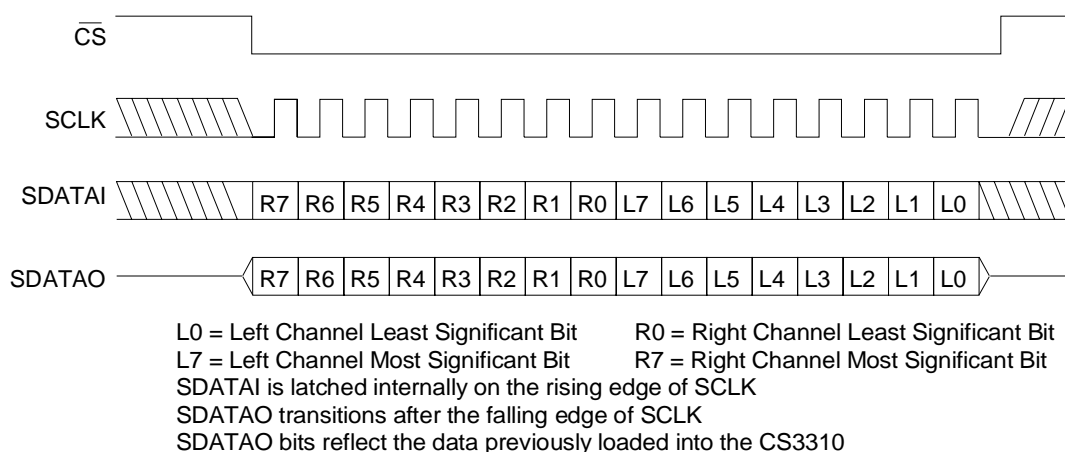 CS
SCLK
SDATAI R7 R6 R5 R4 R3 R2 R1 R0 L7 L6 L5 L4 L3 L2 L1 L0
SDATAO R7 R6 R5 R4 R3 R2 R1 R0 L7 L6 L5 L4 L3 L2 L1 L0
L0 = Left Channel Least Significant Bit R0 = Right Channel Least Significant Bit
L7 = Left Channel Most Significant Bit R7 = Right Channel Most Significant Bit
SDATAI is latched internally on the rising edge of SCLK
SDATAO transitions after the falling edge of SCLK
SDATAO bits reflect the data previously loaded into the CS3310